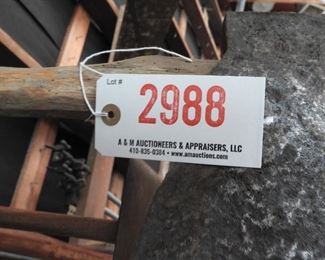 Lot #
2988
A & M AUCTIONEERS & APPRAISERS, LLC
410-835-0384 • www.amauctions.com